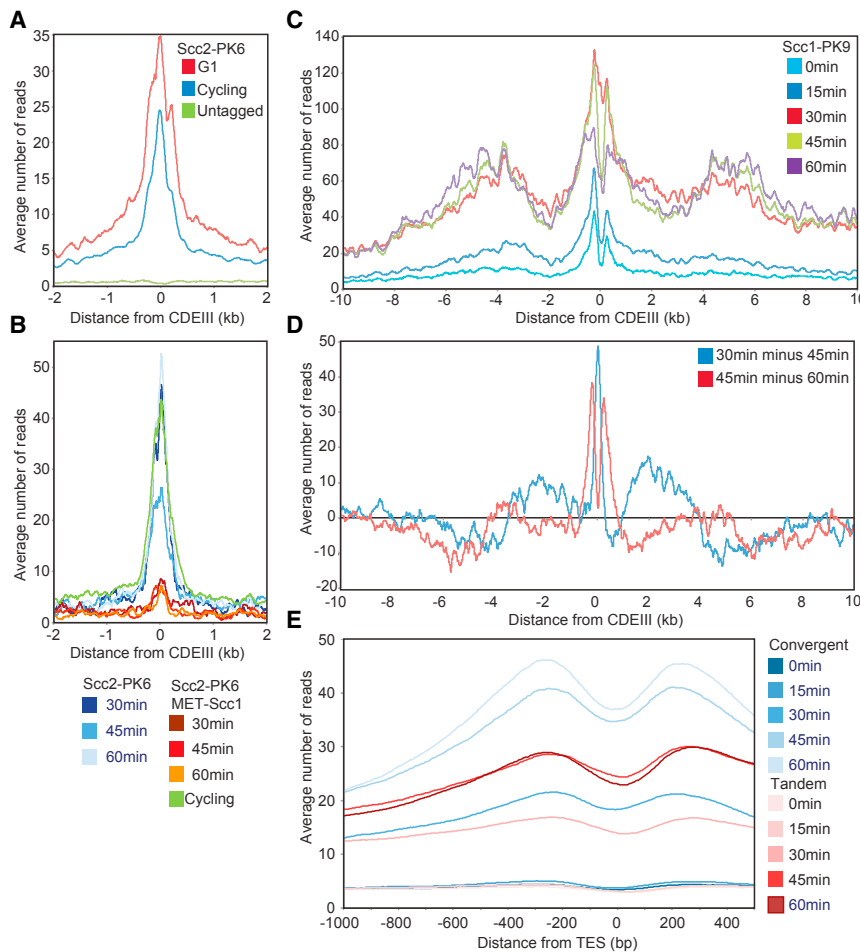 A
Scc2-PK6
G1
Cycling
Untagged
35
30
25
20
15
10
5
0
Average number of reads
-2 -1 0 1 2
Distance from CDEIII (kb)
B
50
40
30
20
10
0
Average number of reads
-2 -1 0 1 2
Distance from CDEIII (kb)
Scc2-PK6
30min
45min
60min
Scc2-PK6
MET-Scc1
30min
45min
60min
Cycling
C
Scc1-PK9
0min
15min
30min
45min
60min
140
120
100
80
60
40
20
0
Average number of reads
-10 -8 -6 -4 -2 0 2 4 6 8 10
Distance from CDEIII (kb)
D
30min minus 45min
45min minus 60min
50
40
30
20
10
0
-10
20
Average number of reads
-10 -8 -6 -4 -2 0 2 4 6 8 10
Distance from CDEIII (kb)
E
50
40
30
20
10
0
Average number of reads
-1000 -800 -600 -400 -200 0 200 400
Distance from TES (bp)
Convergent
0min
15min
30min
45min
60min
Tandem
0min
15min
30min
45min
60min